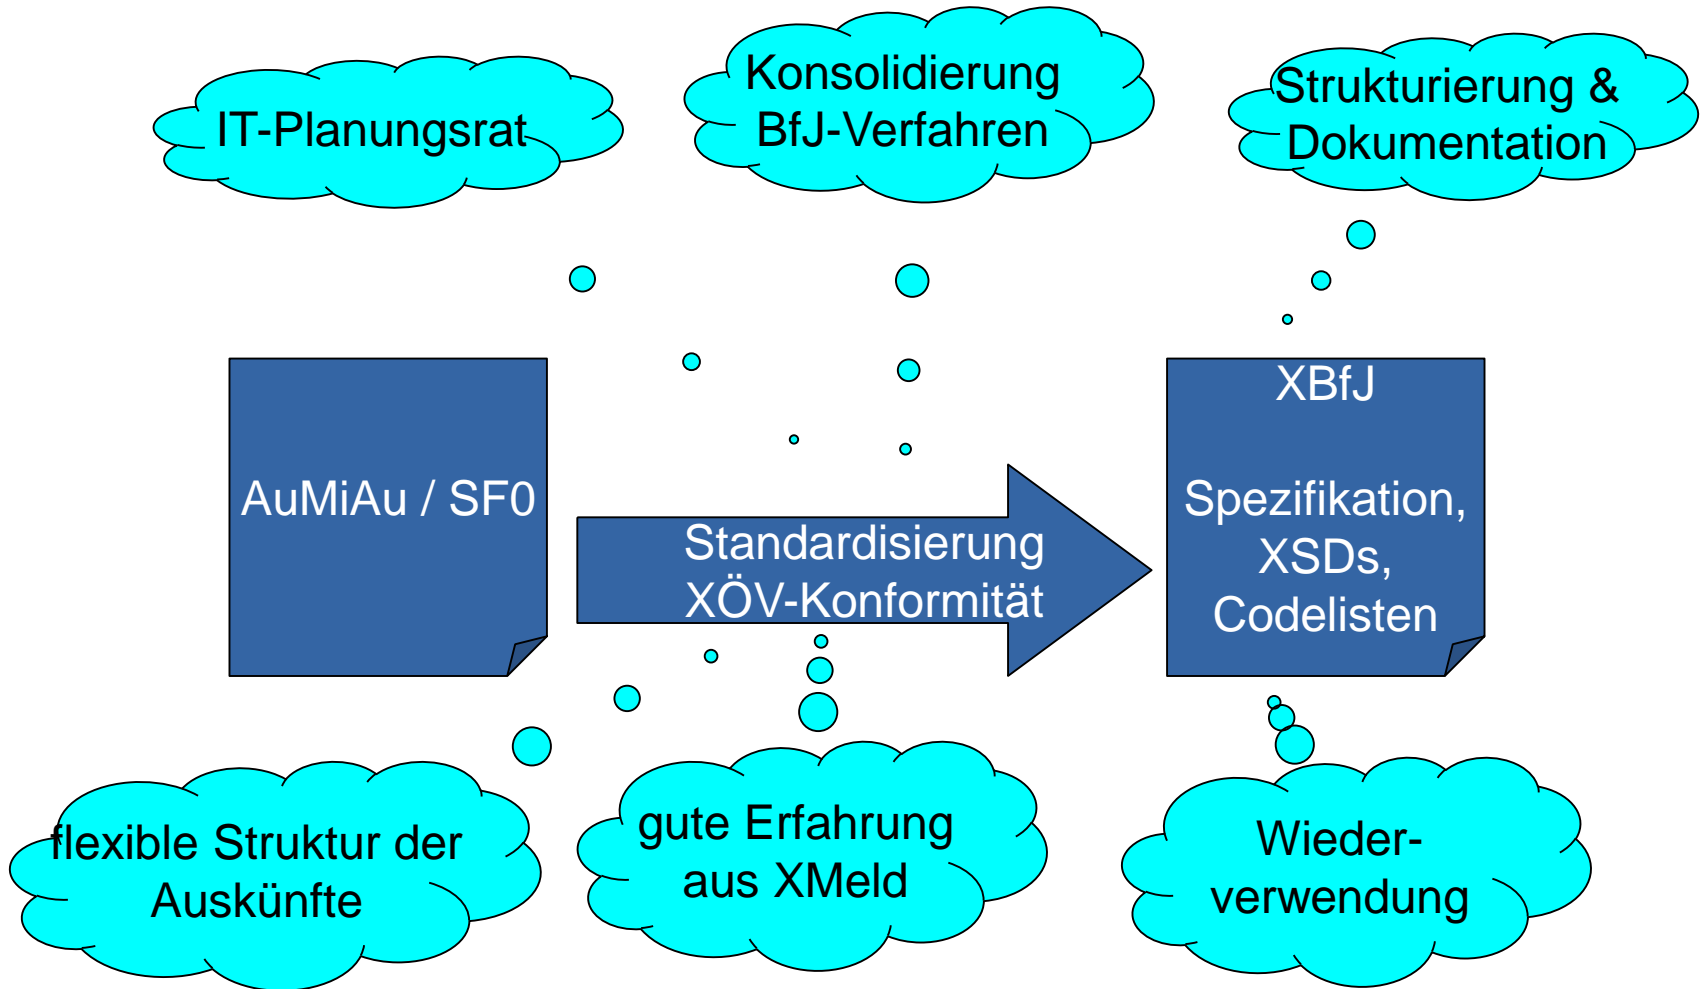 IT-Planungsrat
Konsolidierung
BfJ-Verfahren
Strukturierung &
Dokumentation
AuMiAu / SF0
Standardisierung
XÖV-Konformität
XBfJ
Spezifikation,
XSDs,
Codelisten
flexible Struktur der
Auskünfte
gute Erfahrung
aus XMeld
Wieder-
verwendung